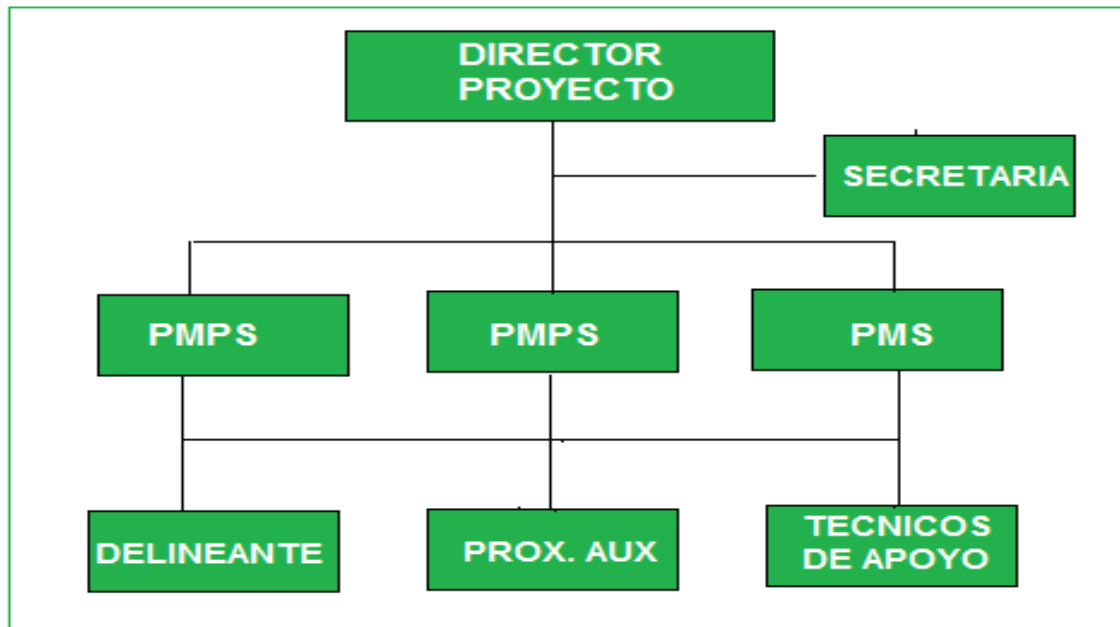 DIRECTOR
PROYECTO
SECRETARIA
PMPS
PMPS
PMS
DELINEANTE
PROX. AUX
TECNICOS
DE APOYO